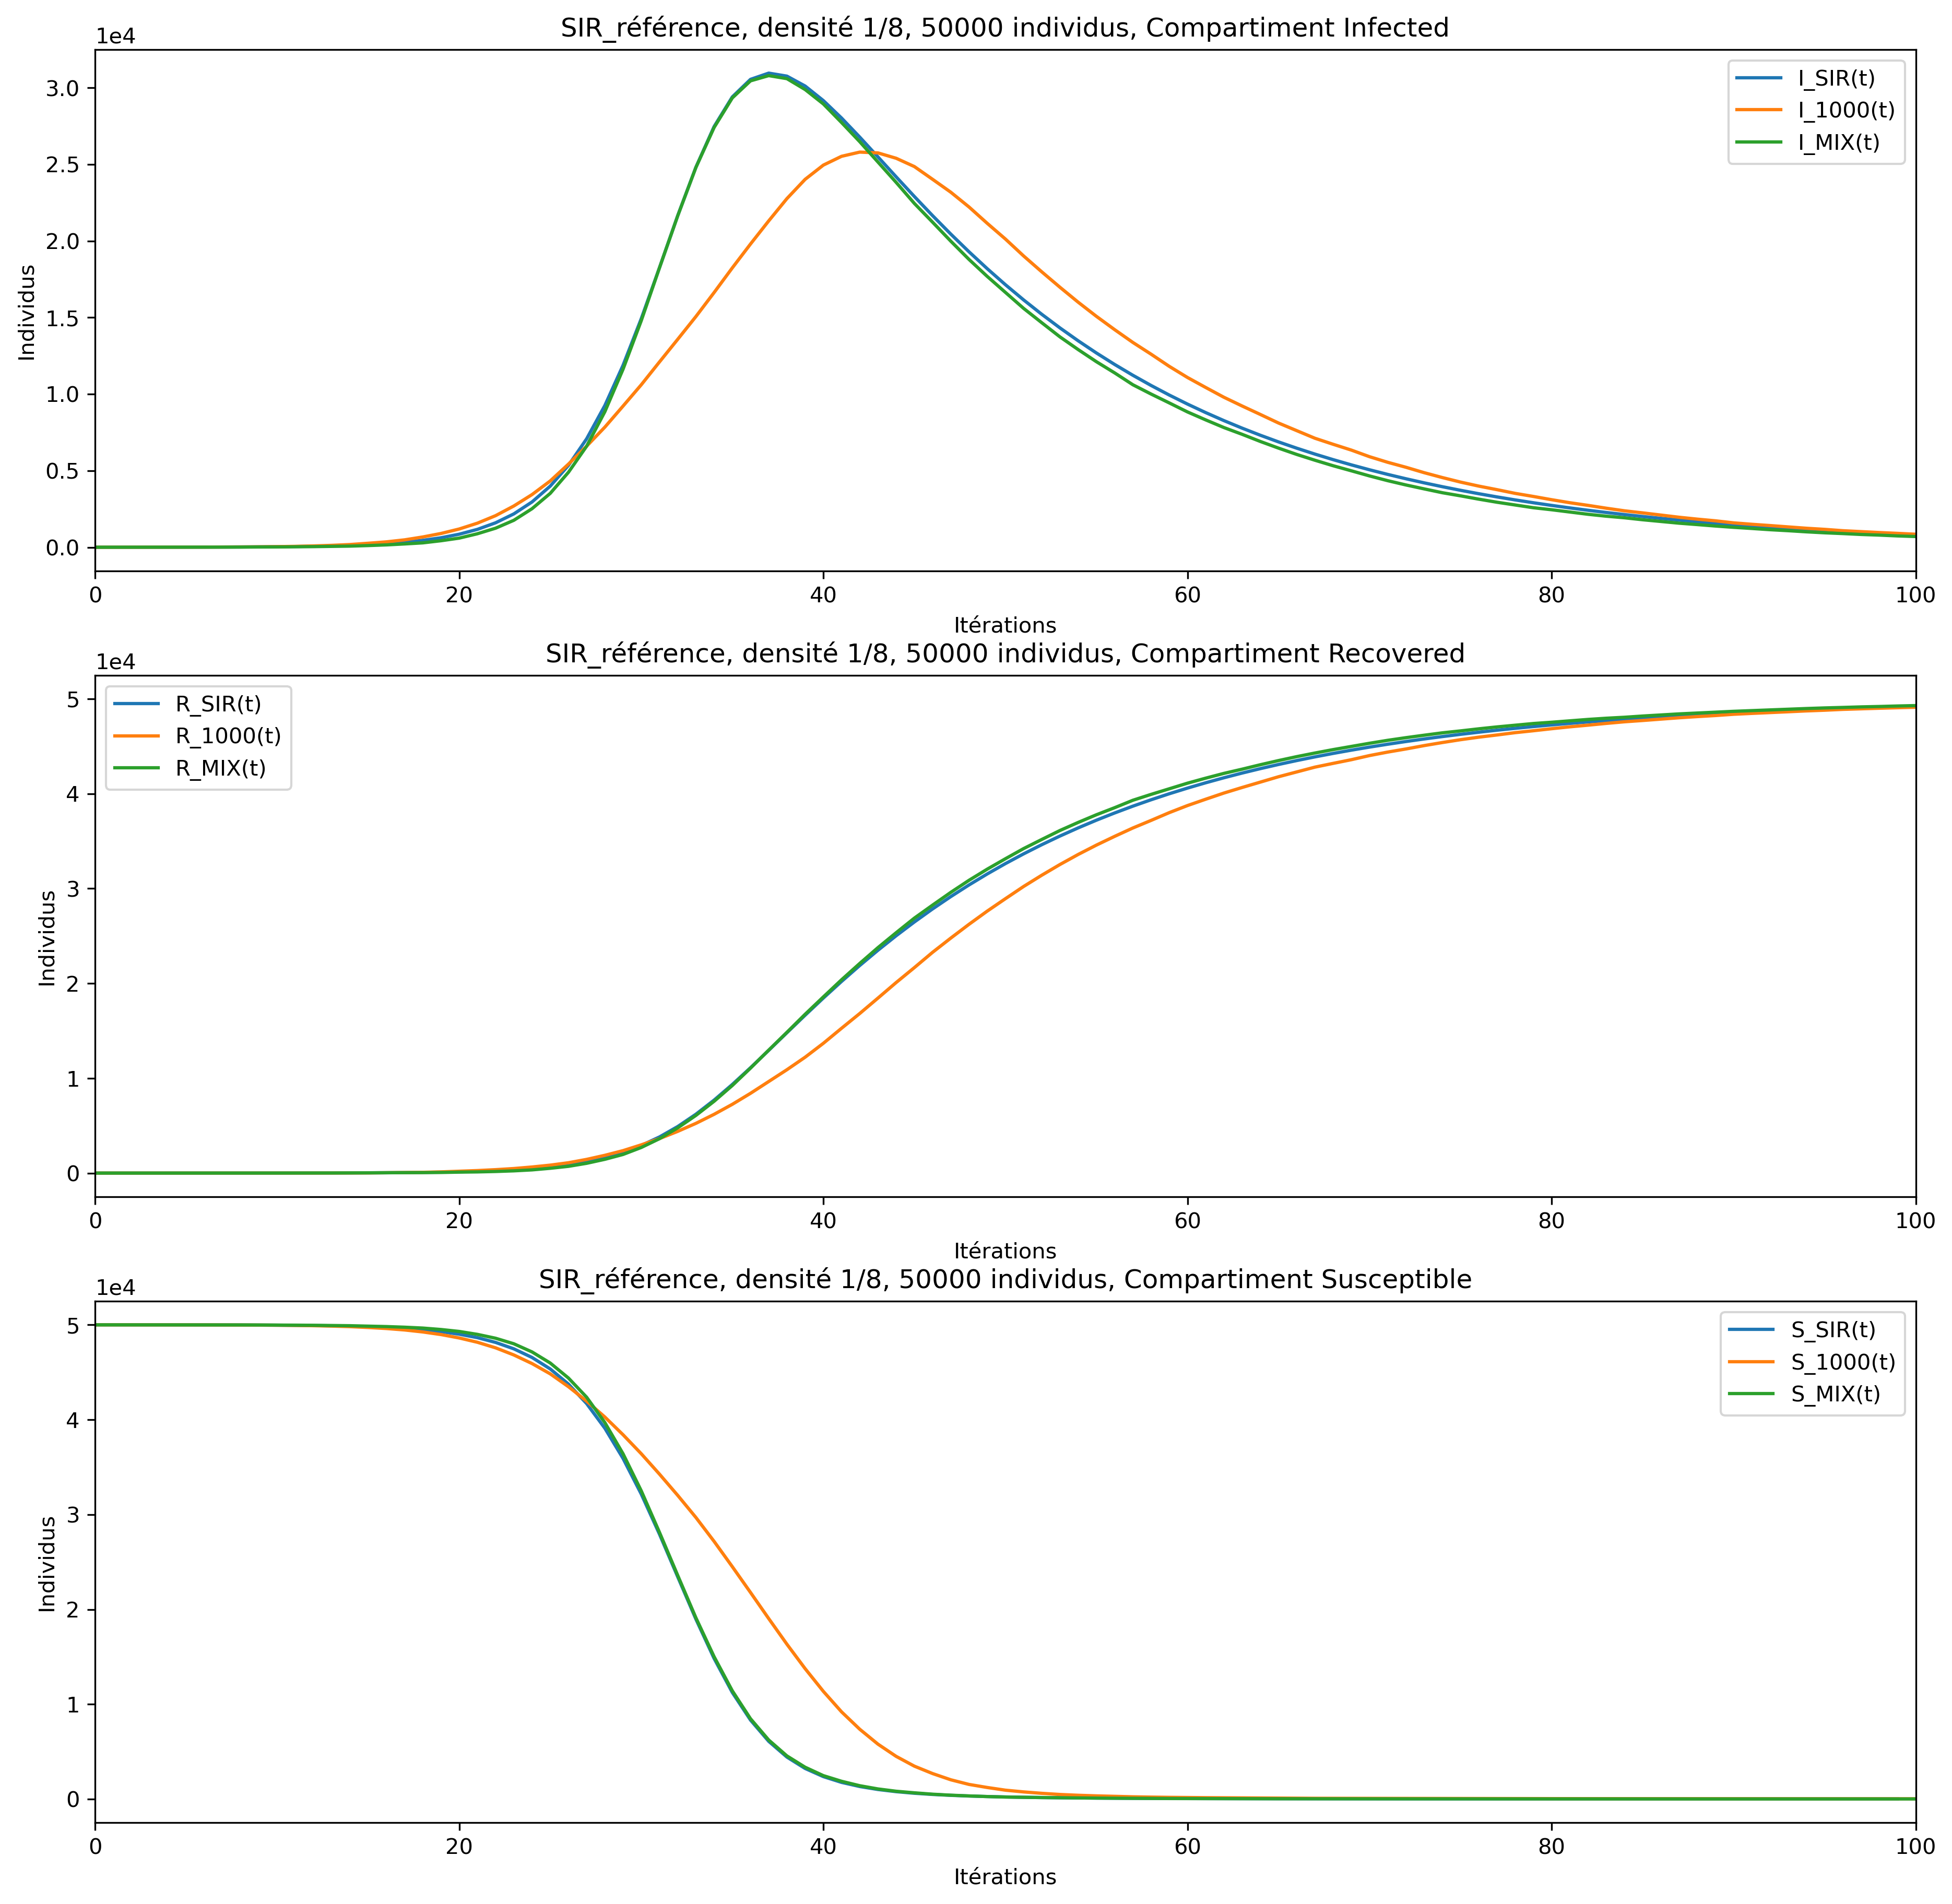 SIR_référence, densité 1/8, 50000 individus, Compartiment Infected
1e4
3.0
2.5
2.0
1.5
1.0
0.5
0.0
Individus
I_SIR(t)
I_1000(t)
I_MIX(t)
0 20 40 60 80 100
Itérations
SIR_référence, densité 1/8, 50000 individus, Compartiment Recovered
1e4
5
4
3
2
1
0
Individus
R_SIR(t)
R_1000(t)
R_MIX(t)
0 20 40 60 80 100
Itérations
SIR_référence, densité 1/8, 50000 individus, Compartiment Susceptible
1e4
5
4
3
2
1
0
Individus
S_SIR(t)
S_1000(t)
S_MIX(t)
0 20 40 60 80 100
Itérations